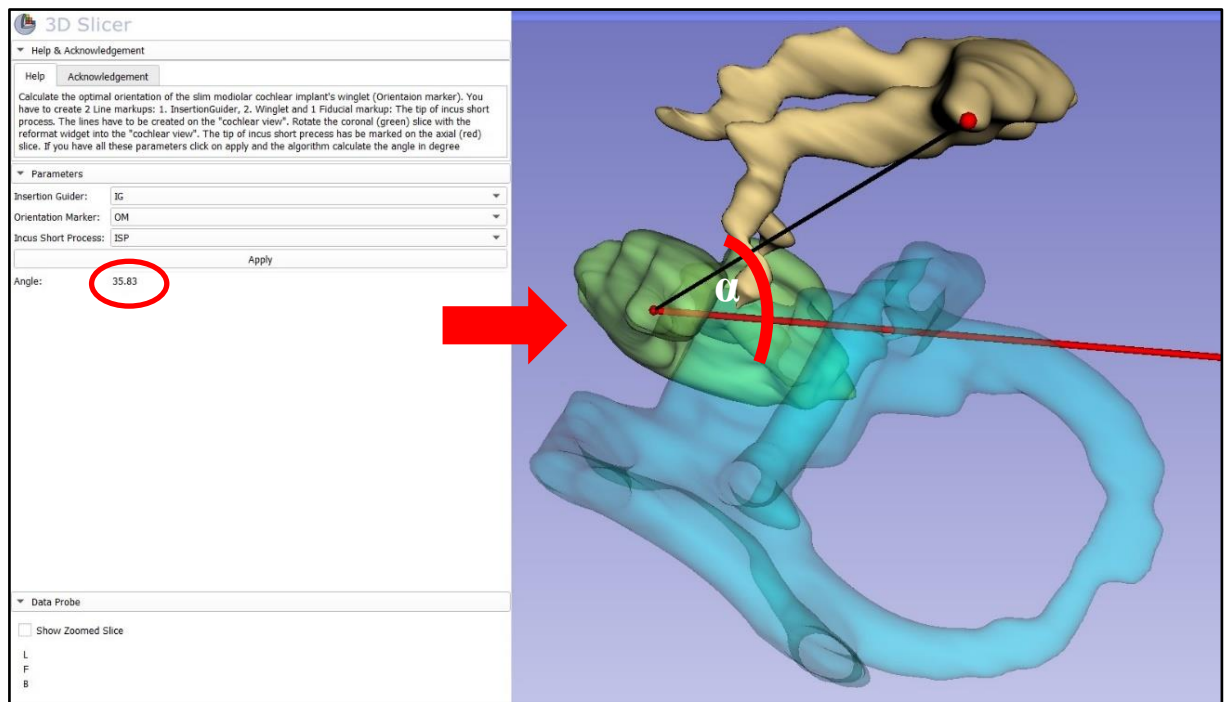 3D Slicer
Help & Acknowledgement
Help Acknowledgement
Calculate the optimal orientation of the slim modiolar cochlear implant's winglet (Orientaion marker). You
have to create 2 Line markups: 1. InsertionGuider, 2. Winglet and 1 Fiducial markup: The tip of incus short
process. The lines have to be created on the "cochlear view". Rotate the coronal (green) slice with the
reformat widget into the "cochlear view". The tip of incus short precess has be marked on the axial (red)
slice. If you have all these parameters click on apply and the algorithm calculate the angle in degree
Parameters
Insertion Guider: IG
Orientation Marker: OM
Incus Short Process: ISP
Apply
Angle: 35.83
α
Data Probe
Show Zoomed Slice
L
F
B